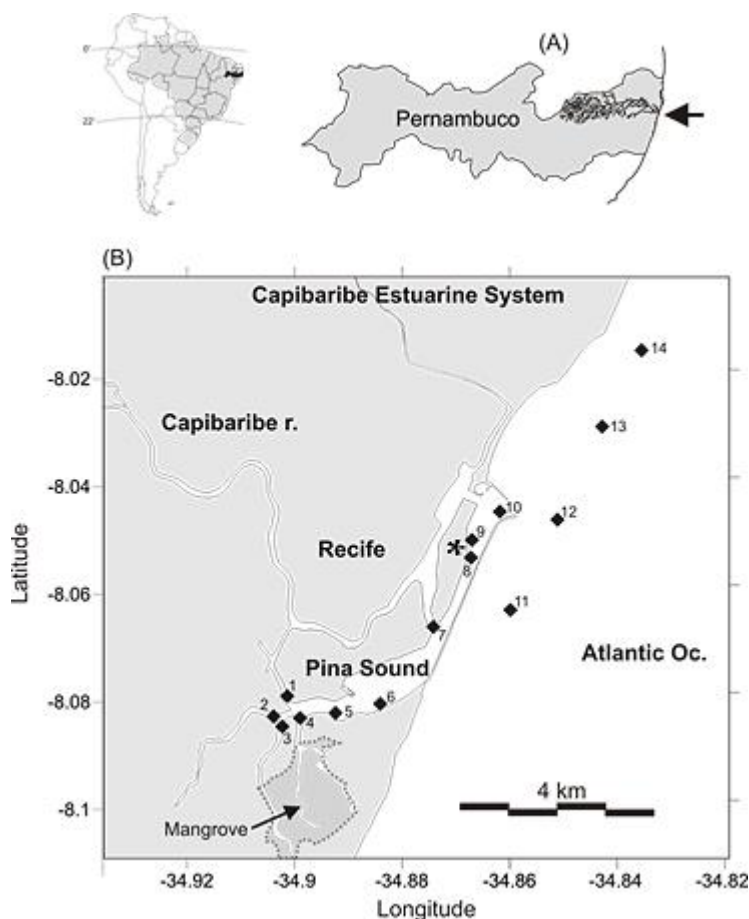 (A)
0°
22°
Pernambuco
(B)
Capibaribe Estuarine System
14
-8.02
Capibaribe r.
13
-8.04
10
12
Recife
9
*
8
Latitude
-8.06
11
7
Pina Sound
Atlantic Oc.
1
6
-8.08
2
4
5
3
4 km
-8.1
Mangrove
-34.92
-34.9
-34.88
-34.86
-34.84
-34.82
Longitude